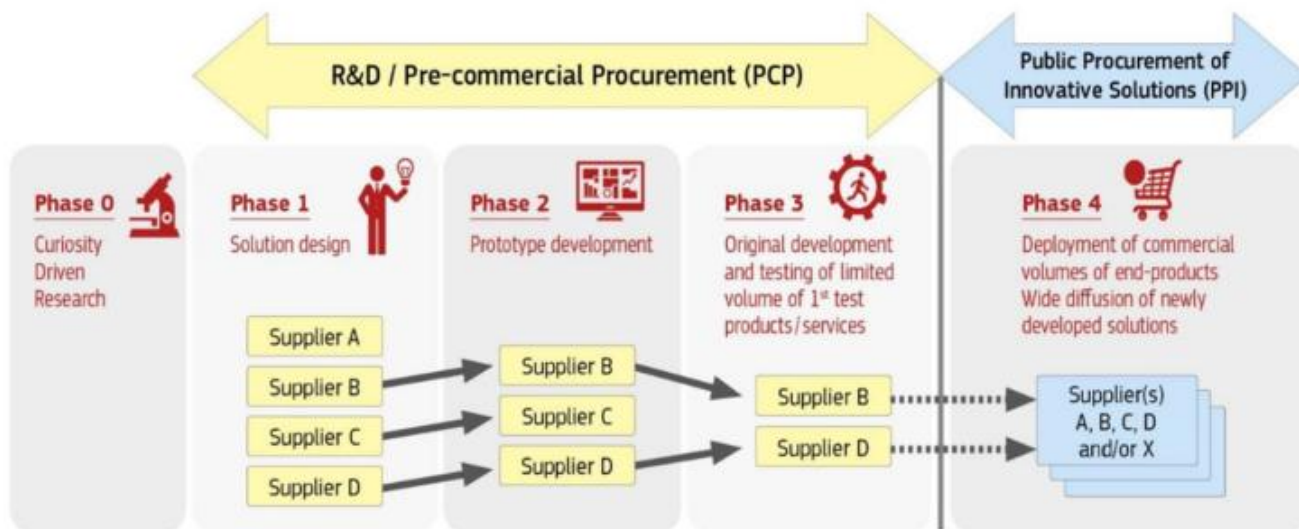 R&D / Pre-commercial Procurement (PCP)
Public Procurement of
Innovative Solutions (PPI)
Phase 0
Curiosity
Driven
Research
Phase 1
Solution design
Supplier A
Supplier B
Supplier C
Supplier D
Phase 2
Prototype development
Supplier B
Supplier C
Supplier D
Phase 3
Original development
and testing of limited
volume of 1st test
products/services
Supplier B
Supplier D
Phase 4
Deployment of commercial
volumes of end-products
Wide diffusion of newly
developed solutions
Supplier(s)
A, B, C, D
and/or X